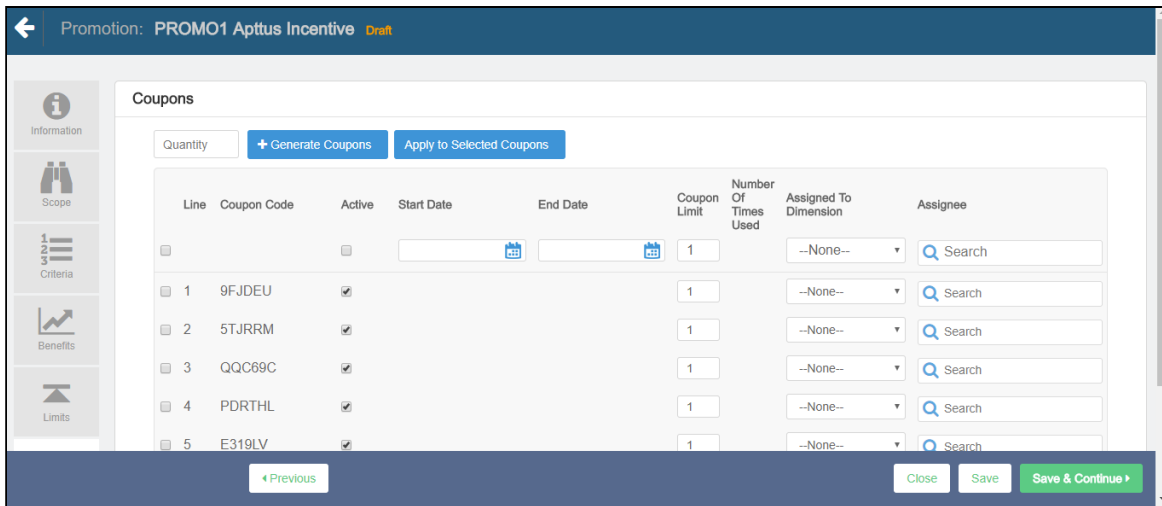 Promotion: PROMO1 Apttus Incentive Draft
Information
Scope
1
2
3
Criteria
Benefits
Limits
Coupons
Quantity + Generate Coupons Apply to Selected Coupons
Line Coupon Code Active Start Date End Date Coupon Limit Number Of Times Used Assigned To Dimension Assignee
1 --None-- Search
1 9FJDEU 1 --None-- Search
2 5TJRRM 1 --None-- Search
3 QQC69C 1 --None-- Search
4 PDRTHL 1 --None-- Search
5 E319LV 1 --None-- Search
Previous Close Save Save & Continue